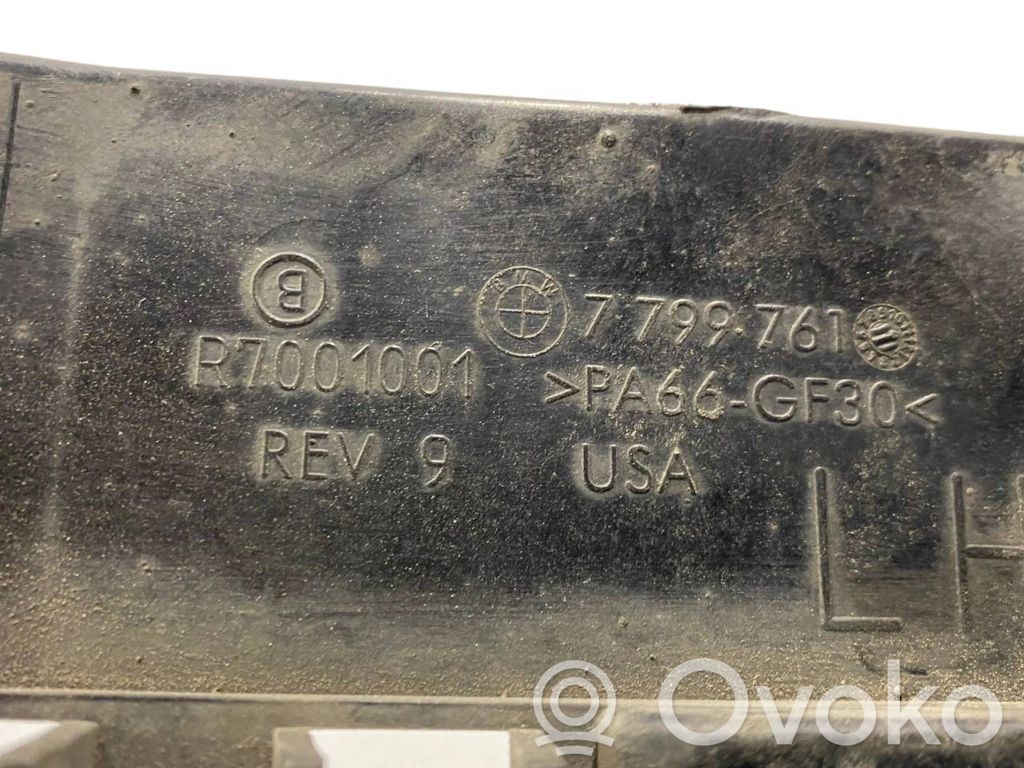 B
BMW 7 799 761
R7001001 >PA66-GF30<
REV 9 USA
LH
© Ovoko